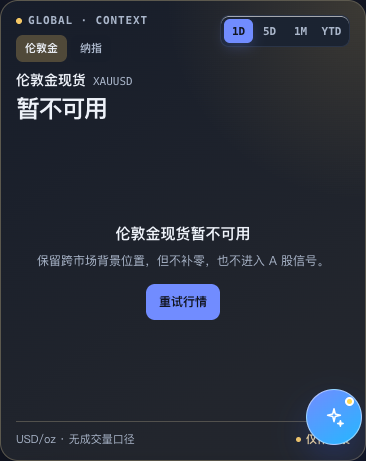 GLOBAL · CONTEXT
1D 5D 1M YTD
伦敦金 纳指
伦敦金现货 XAUUSD
暂不可用
伦敦金现货暂不可用
保留跨市场背景位置，但不补零，也不进入 A 股信号。
重试行情
USD/oz · 无成交量口径